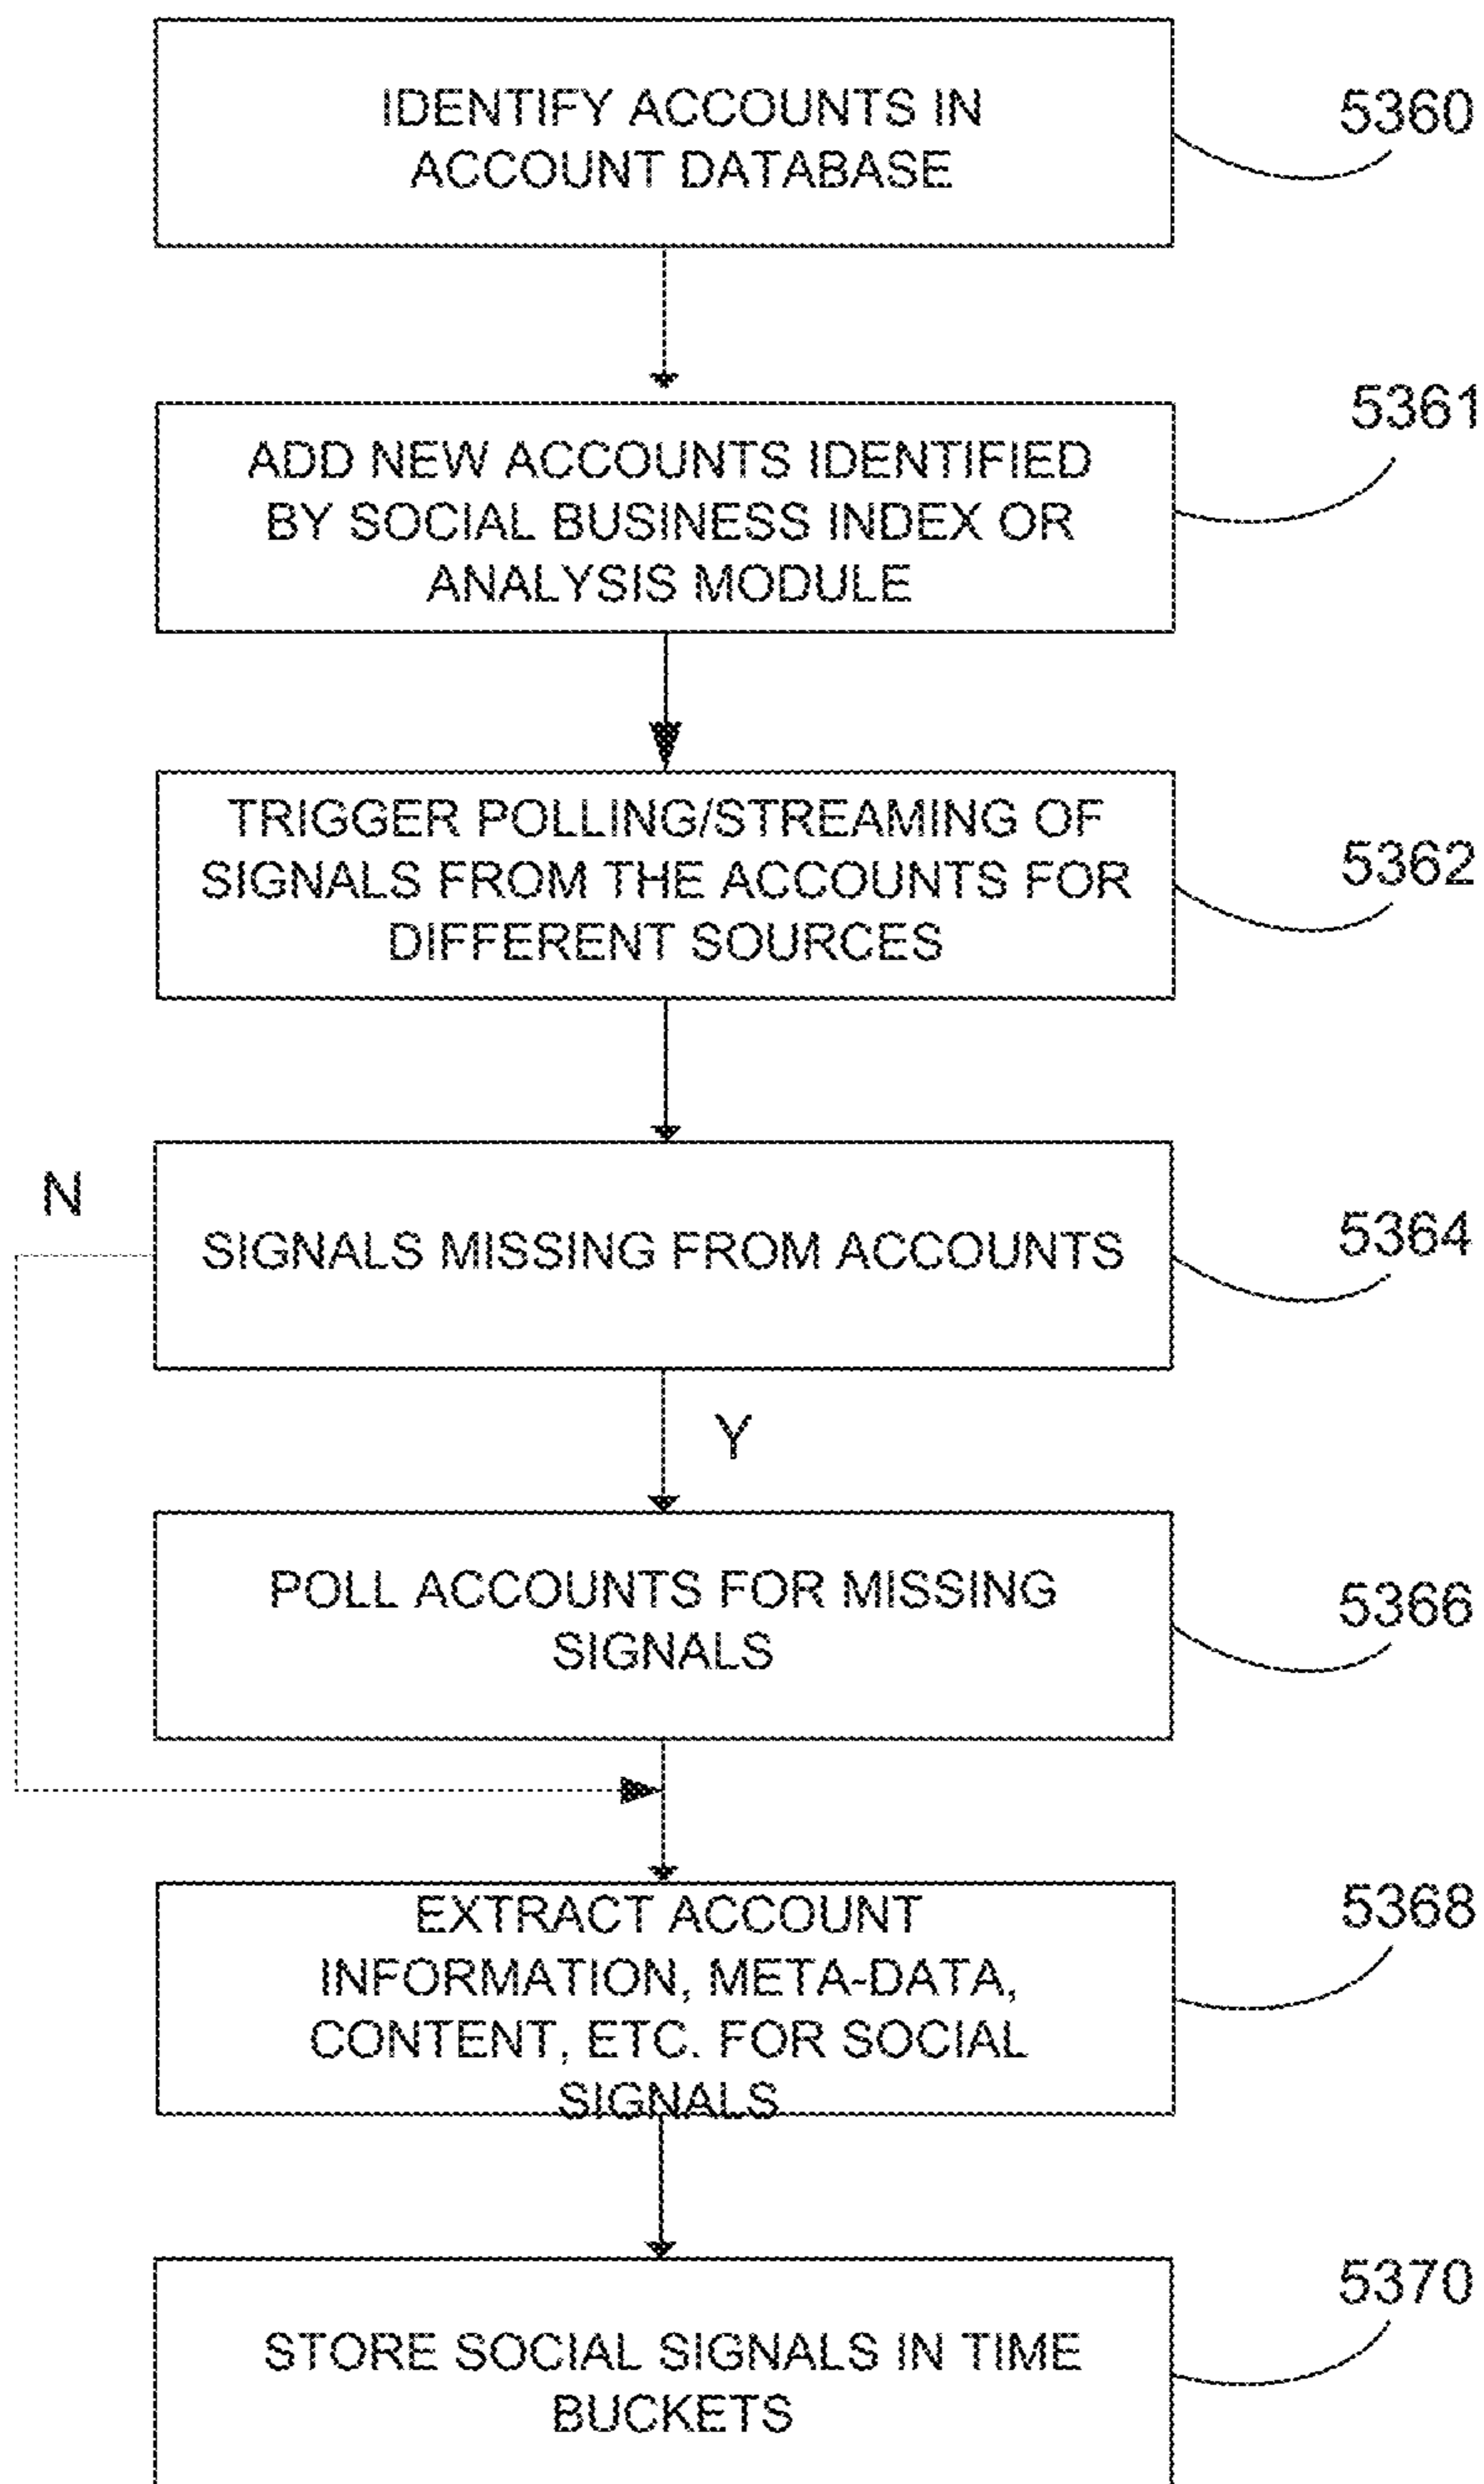 IDENTIFY ACCOUNTS IN
ACCOUNT DATABASE
5360
ADD NEW ACCOUNTS IDENTIFIED
BY SOCIAL BUSINESS INDEX OR
ANALYSIS MODULE
5361
TRIGGER POLLING/STREAMING OF
SIGNALS FROM THE ACCOUNTS FOR
DIFFERENT SOURCES
5362
N
SIGNALS MISSING FROM ACCOUNTS
5364
Y
POLL ACCOUNTS FOR MISSING
SIGNALS
5366
EXTRACT ACCOUNT
INFORMATION, META-DATA,
CONTENT, ETC. FOR SOCIAL
SIGNALS
5368
STORE SOCIAL SIGNALS IN TIME
BUCKETS
5370